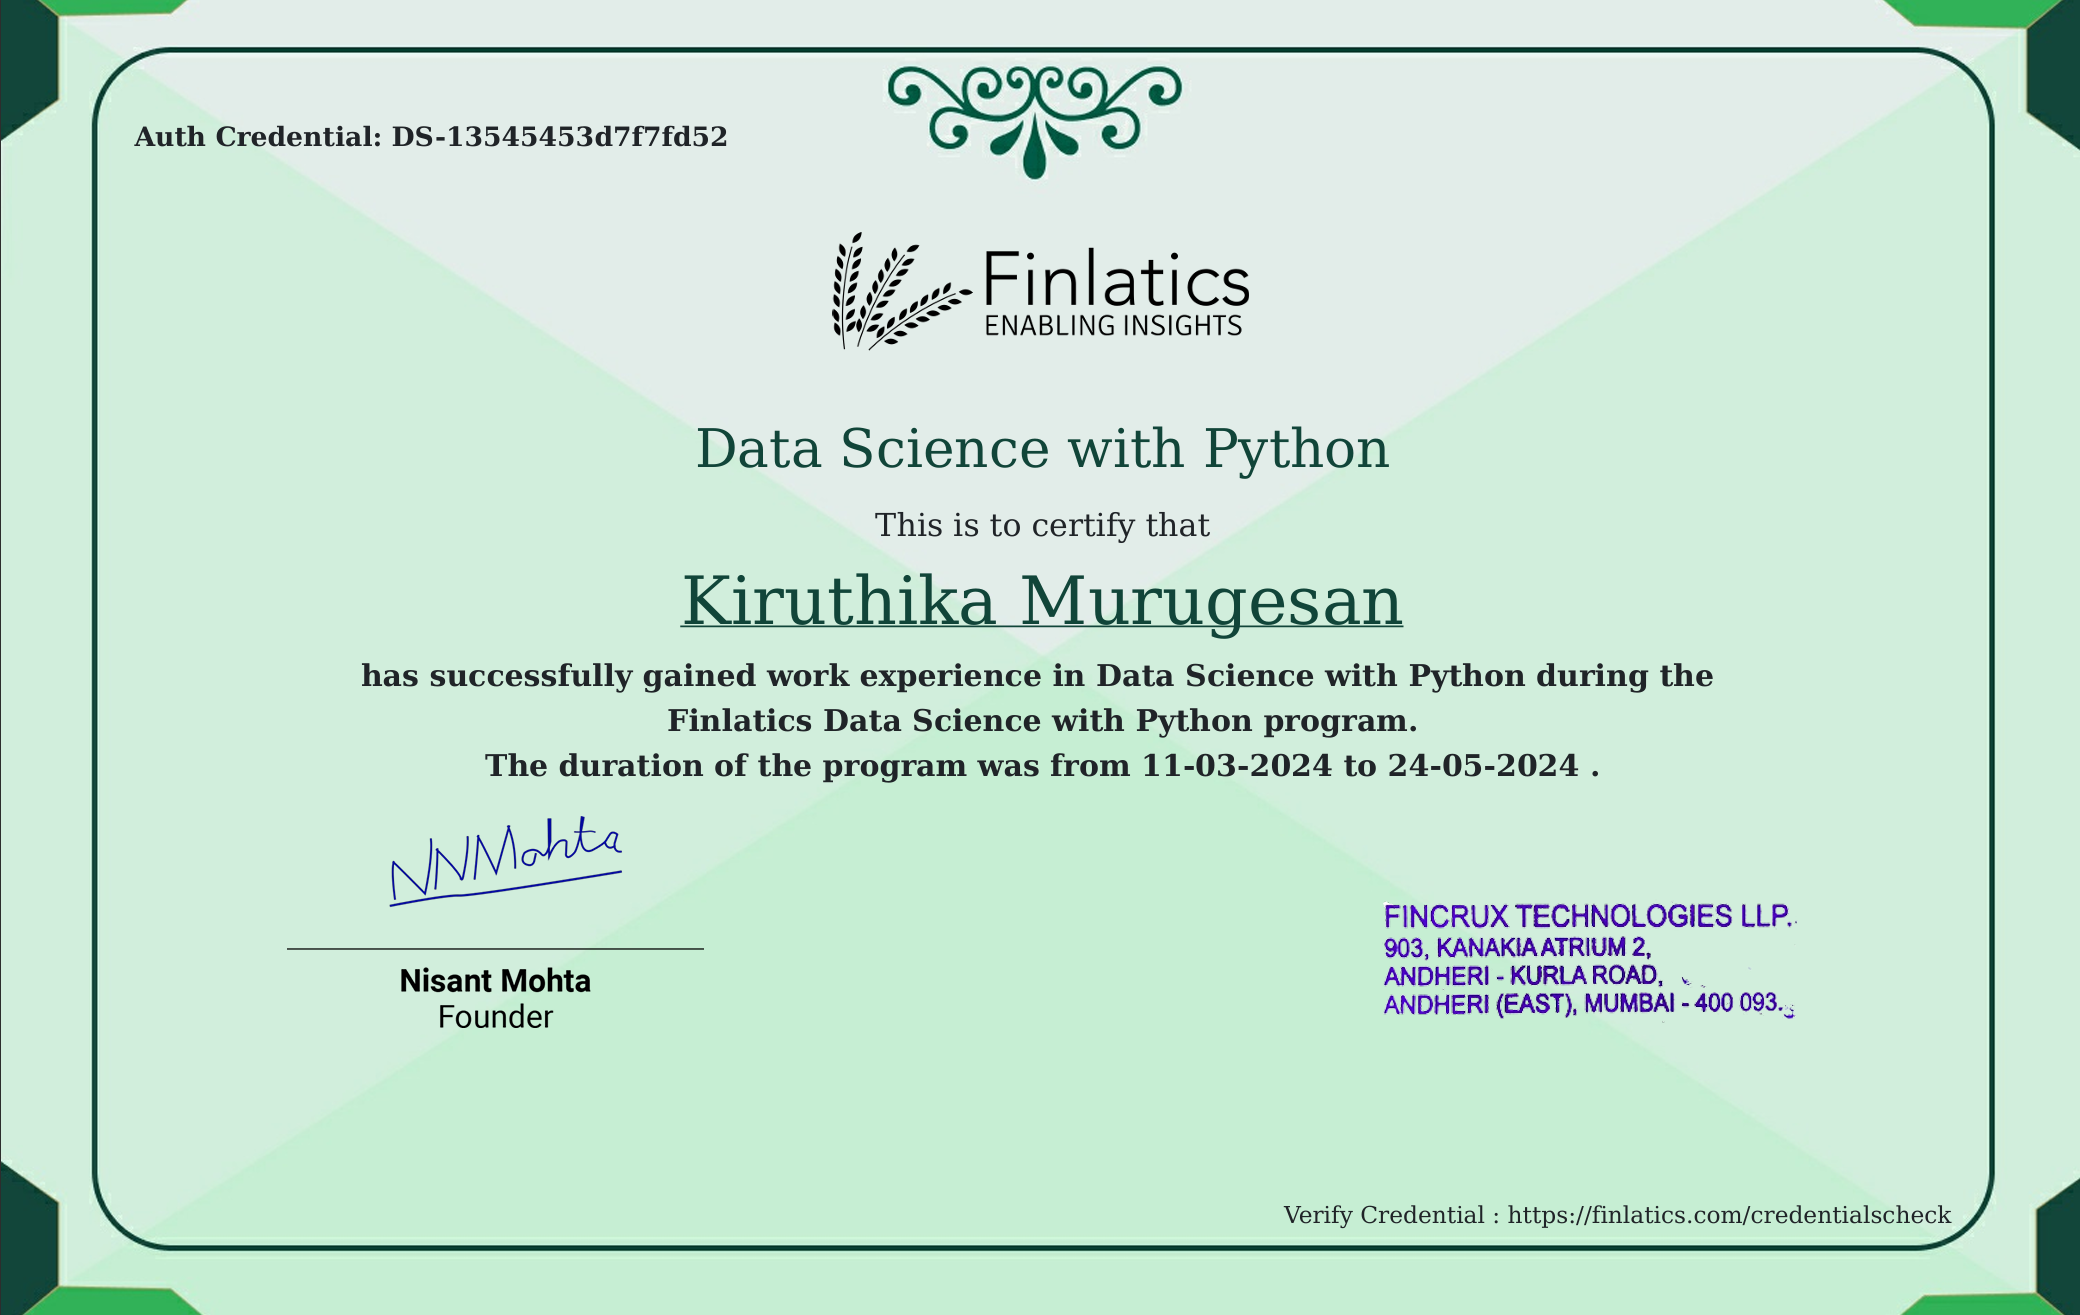 Auth Credential: DS-13545453d7f7fd52
Finlatics
ENABLING INSIGHTS
Data Science with Python
This is to certify that
Kiruthika Murugesan
has successfully gained work experience in Data Science with Python during the
Finlatics Data Science with Python program.
The duration of the program was from 11-03-2024 to 24-05-2024 .
NNMohta
Nisant Mohta
Founder
FINCRUX TECHNOLOGIES LLP.
903, KANAKIA ATRIUM 2,
ANDHERI - KURLA ROAD,
ANDHERI (EAST), MUMBAI - 400 093.
Verify Credential : https://finlatics.com/credentialscheck